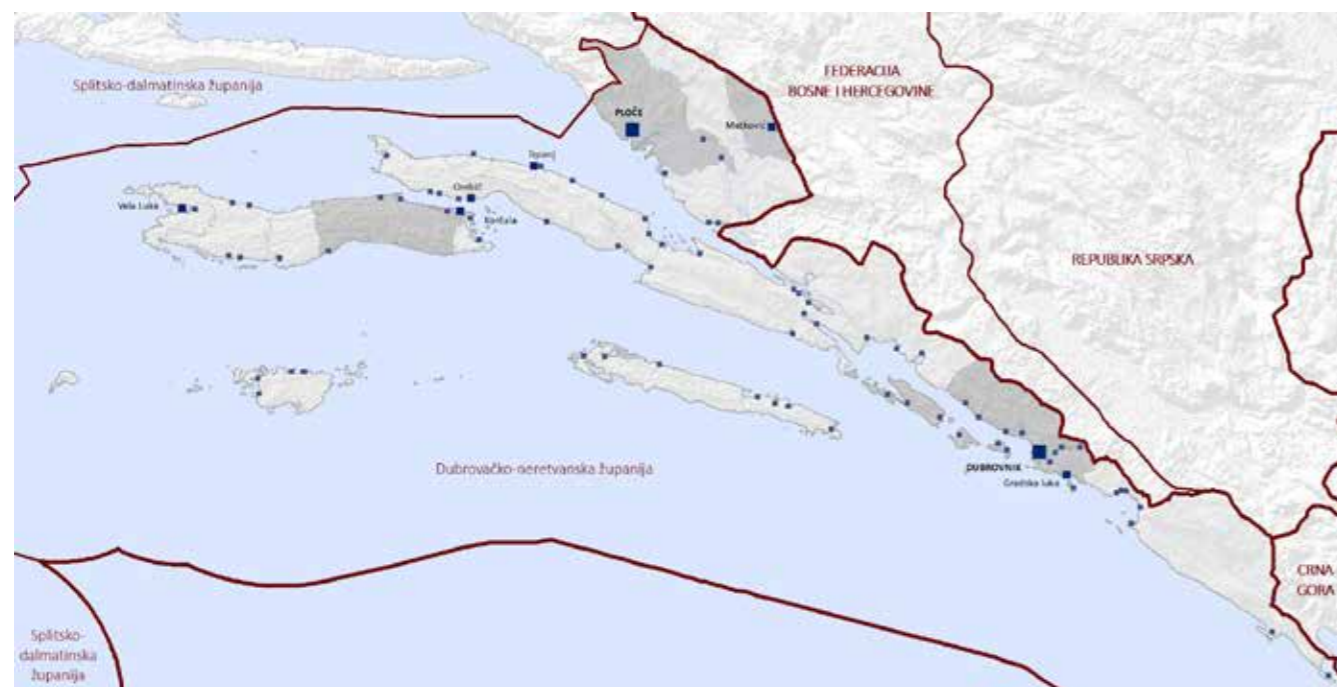 Splitsko-dalmatinska županija
FEDERACIJA
BOSNE I HERCEGOVINE
PLOČE
Metković
Trpanj
Orebić
Vela Luka
Korčula
REPUBLIKA SRPSKA
Dubrovačko-neretvanska županija
DUBROVNIK
Gradska luka
CRNA
GORA
Splitsko-
dalmatinska
županija